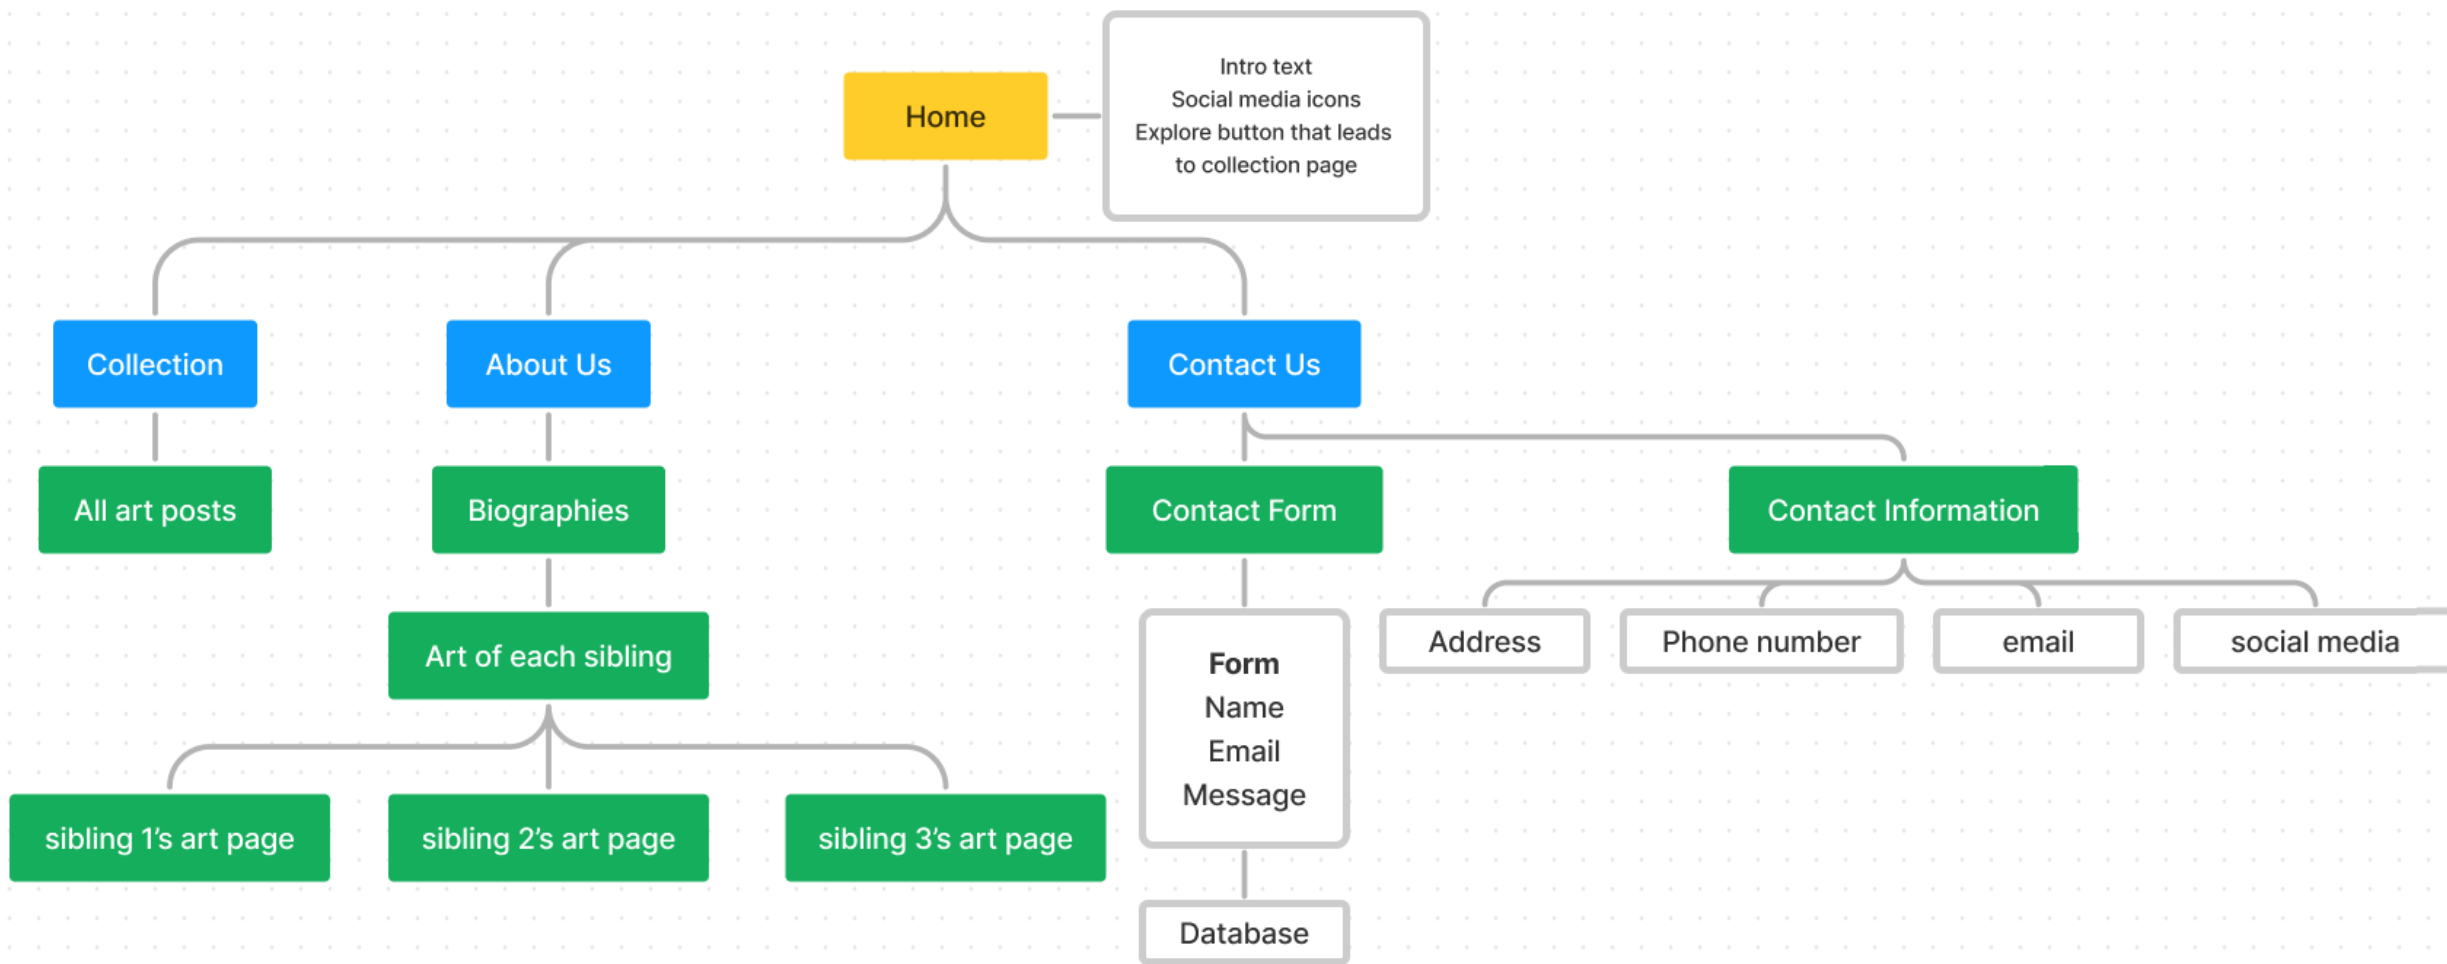 Home
Intro text
Social media icons
Explore button that leads
to collection page
Collection
About Us
Contact Us
All art posts
Biographies
Contact Form
Contact Information
Art of each sibling
Form
Name
Email
Message
Address
Phone number
email
social media
sibling 1's art page
sibling 2's art page
sibling 3's art page
Database